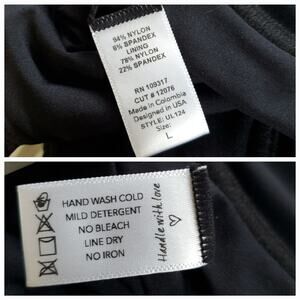 94% NYLON
6% SPANDEX
LINING
78% NYLON
22% SPANDEX
RN 109317
CUT # 12076
Made in Colombia
Designed in USA
STYLE: UL124
Size:
L
HAND WASH COLD
MILD DETERGENT
NO BLEACH
LINE DRY
NO IRON
Handle with love